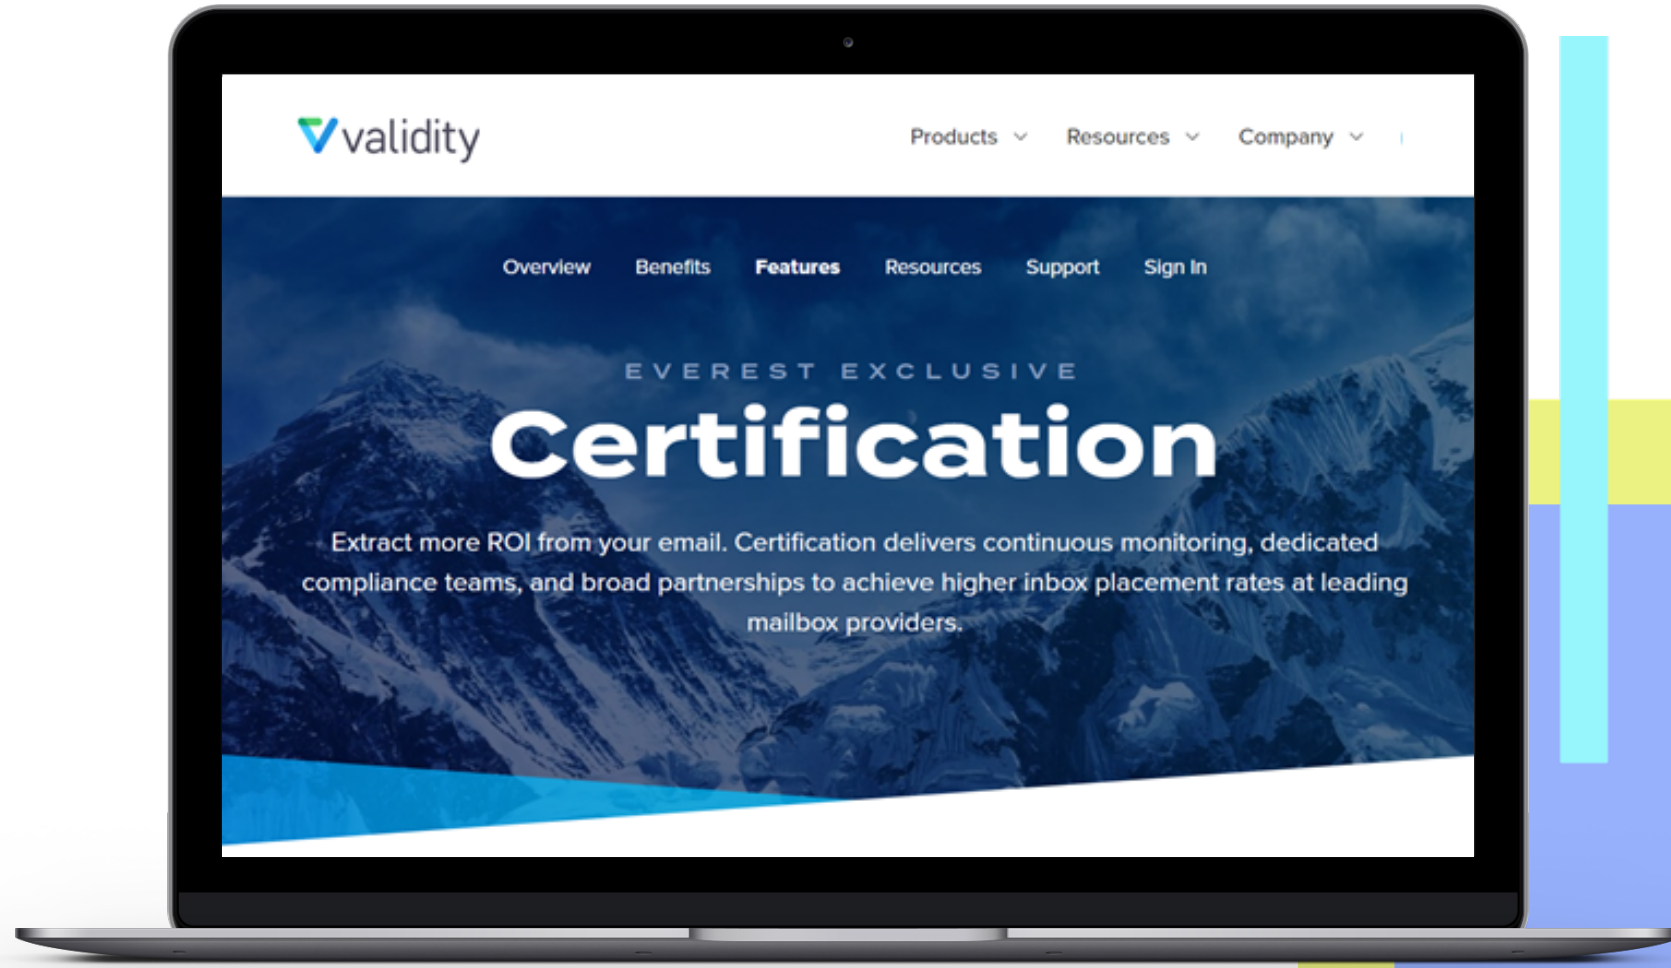 validity
Products Resources Company
Overview Benefits Features Resources Support Sign In
EVEREST EXCLUSIVE
Certification
Extract more ROI from your email. Certification delivers continuous monitoring, dedicated
compliance teams, and broad partnerships to achieve higher inbox placement rates at leading
mailbox providers.